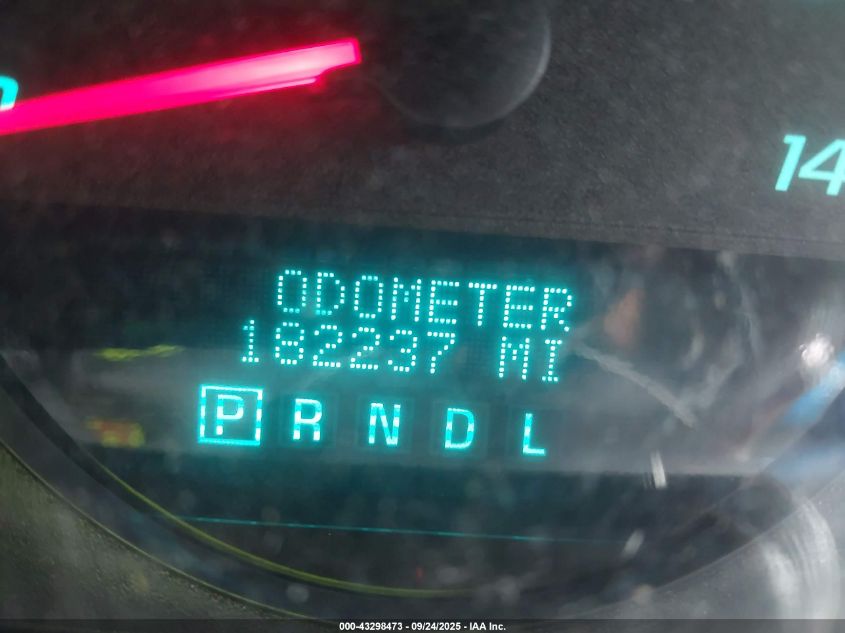 14
ODOMETER
182237 MI
P R N D L
000-43298473 - 09/24/2025 - IAA Inc.